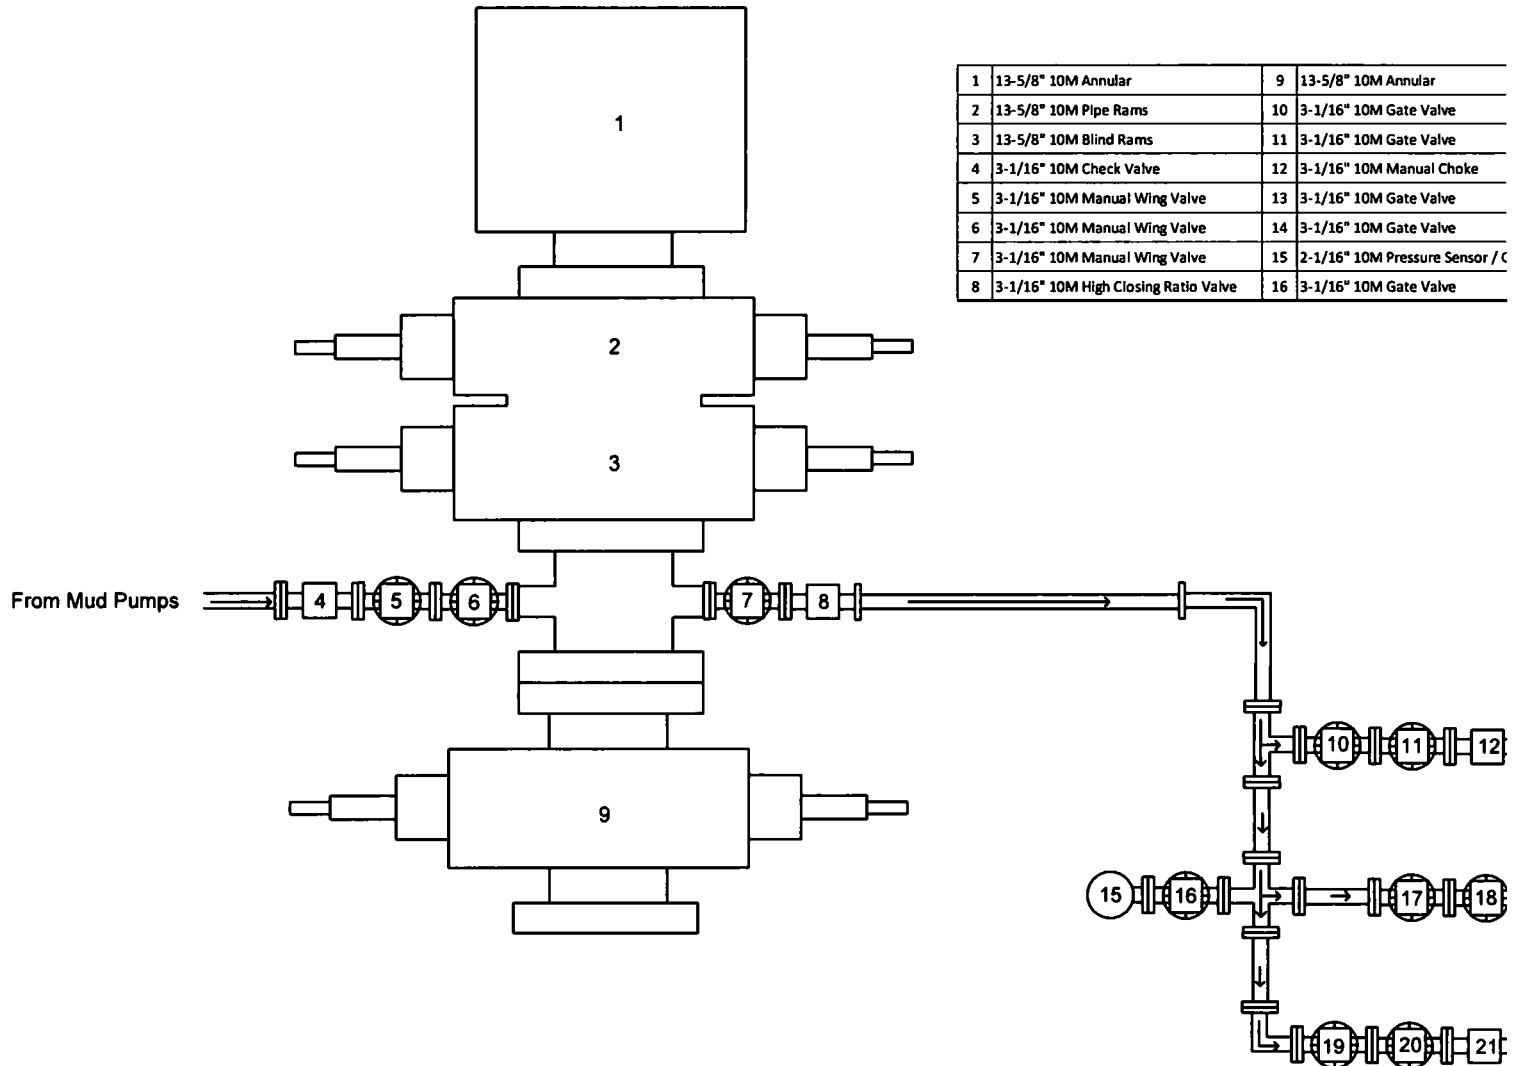 1
1 13-5/8" 10M Annular 9 13-5/8" 10M Annular
2 13-5/8" 10M Pipe Rams 10 3-1/16" 10M Gate Valve
3 13-5/8" 10M Blind Rams 11 3-1/16" 10M Gate Valve
4 3-1/16" 10M Check Valve 12 3-1/16" 10M Manual Choke
5 3-1/16" 10M Manual Wing Valve 13 3-1/16" 10M Gate Valve
6 3-1/16" 10M Manual Wing Valve 14 3-1/16" 10M Gate Valve
7 3-1/16" 10M Manual Wing Valve 15 2-1/16" 10M Pressure Sensor /
8 3-1/16" 10M High Closing Ratio Valve 16 3-1/16" 10M Gate Valve
2
3
From Mud Pumps 4 5 6 7 8
10 11 12
9
15 16 17 18
19 20 21